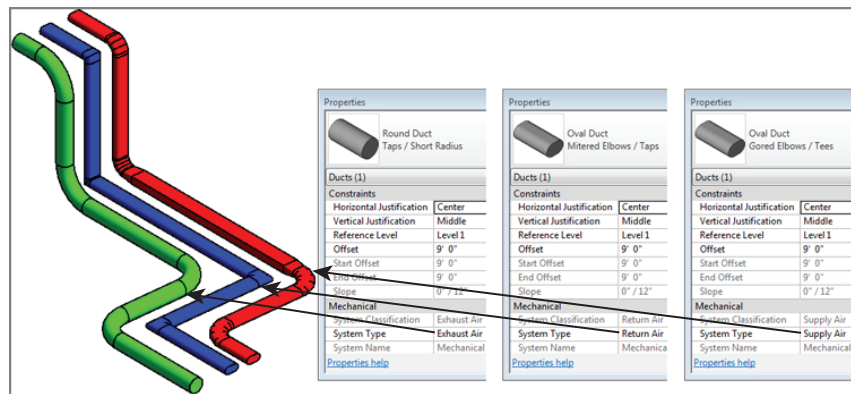 Properties
Round Duct
Taps / Short Radius
Ducts (1)
Constraints
Horizontal Justification Center
Vertical Justification Middle
Reference Level Level 1
Offset 9' 0"
Start Offset 9' 0"
End Offset 9' 0"
Slope 0" / 12"
Mechanical
System Classification Exhaust Air
System Type Exhaust Air
System Name Mechanical
Properties help
Properties
Oval Duct
Mitered Elbows / Taps
Ducts (1)
Constraints
Horizontal Justification Center
Vertical Justification Middle
Reference Level Level 1
Offset 9' 0"
Start Offset 9' 0"
End Offset 9' 0"
Slope 0" / 12"
Mechanical
System Classification Return Air
System Type Return Air
System Name Mechanical
Properties help
Properties
Oval Duct
Gored Elbows / Tees
Ducts (1)
Constraints
Horizontal Justification Center
Vertical Justification Middle
Reference Level Level 1
Offset 9' 0"
Start Offset 9' 0"
End Offset 9' 0"
Slope 0" / 12"
Mechanical
System Classification Supply Air
System Type Supply Air
System Name Mechanical
Properties help